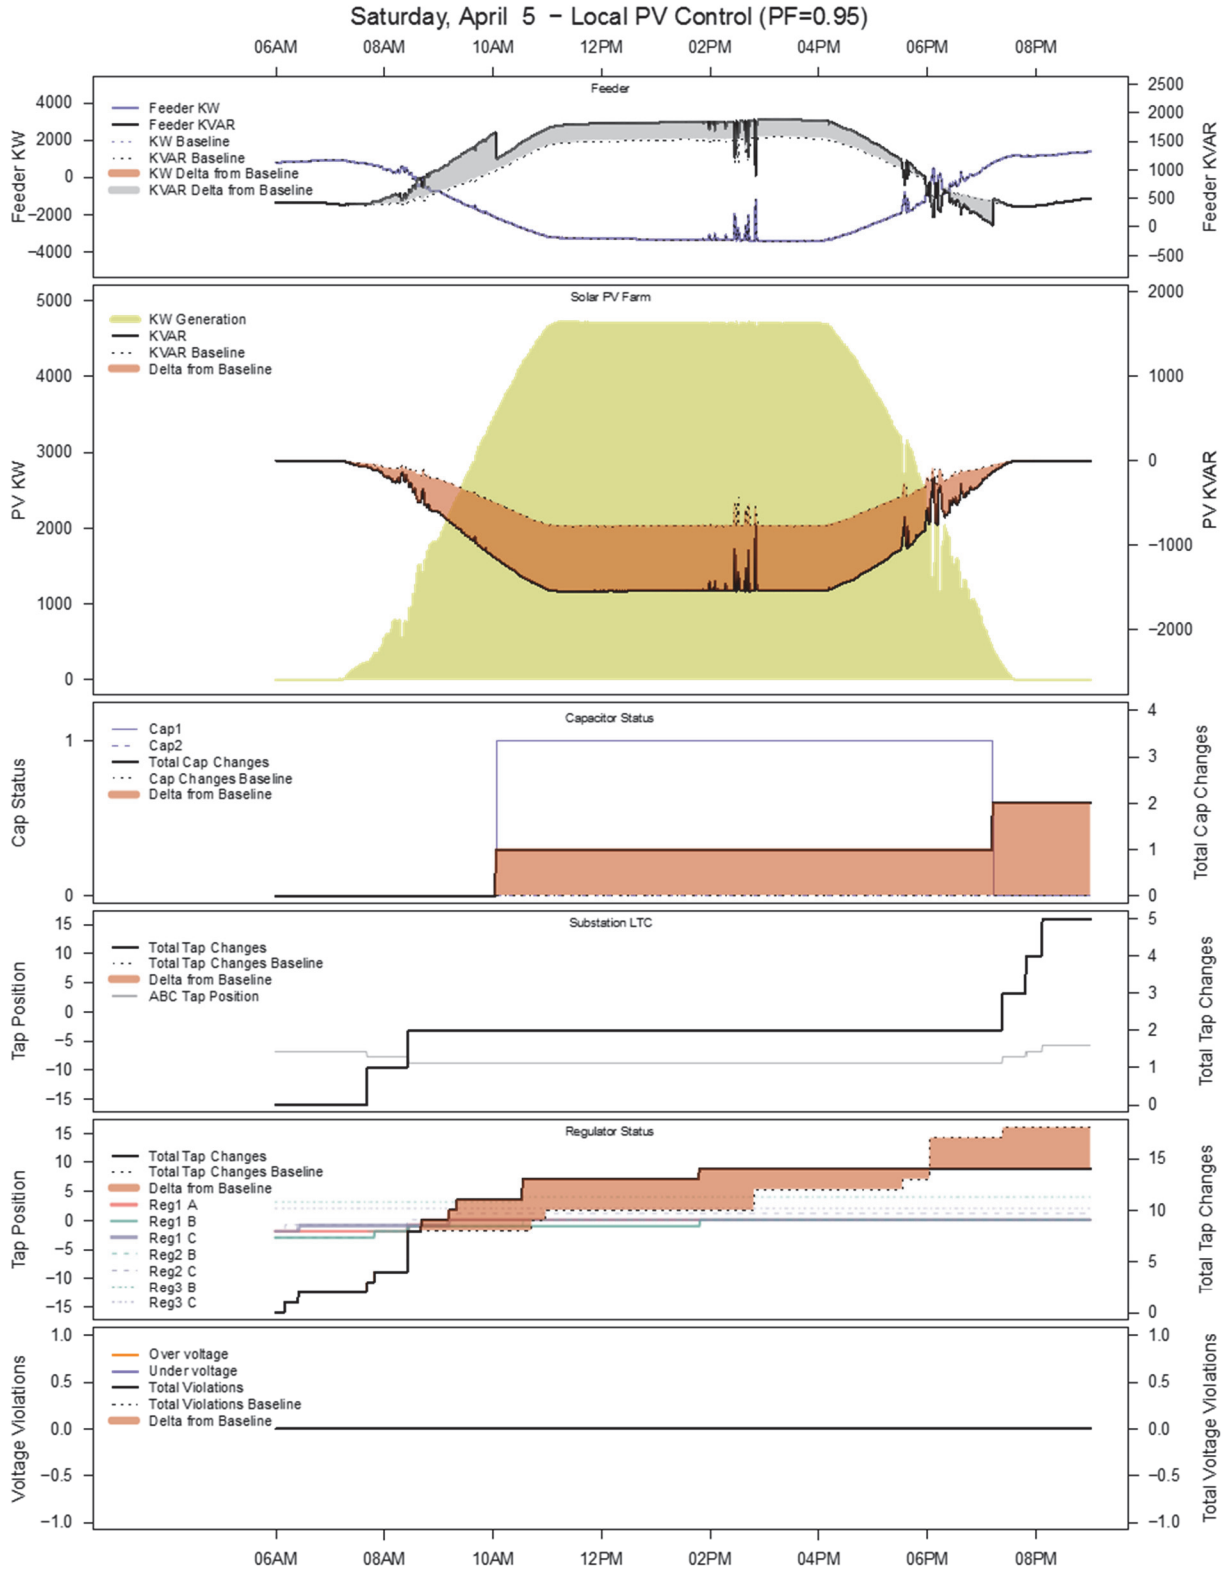 Saturday, April 5 − Local PV Control (PF=0.95)
06AM 08AM 10AM 12PM 02PM 04PM 06PM 08PM
Feeder
Feeder KW
Feeder KVAR
KW Baseline
KVAR Baseline
KW Delta from Baseline
KVAR Delta from Baseline
4000
2000
0
−2000
−4000
Feeder KW
2500
2000
1500
1000
500
0
−500
Feeder KVAR
Solar PV Farm
KW Generation
KVAR
KVAR Baseline
Delta from Baseline
5000
4000
3000
2000
1000
0
PV KW
2000
1000
0
−1000
−2000
PV KVAR
Capacitor Status
Cap1
Cap2
Total Cap Changes
Cap Changes Baseline
Delta from Baseline
1
0
Cap Status
4
3
2
1
0
Total Cap Changes
Substation LTC
Total Tap Changes
Total Tap Changes Baseline
Delta from Baseline
ABC Tap Position
15
10
5
0
−5
−10
−15
Tap Position
5
4
3
2
1
0
Total Tap Changes
Regulator Status
Total Tap Changes
Total Tap Changes Baseline
Delta from Baseline
Reg1 A
Reg1 B
Reg1 C
Reg2 B
Reg2 C
Reg3 B
Reg3 C
15
10
5
0
−5
−10
−15
Tap Position
15
10
5
0
Total Tap Changes
Over voltage
Under voltage
Total Violations
Total Violations Baseline
Delta from Baseline
1.0
0.5
0.0
−0.5
−1.0
Voltage Violations
1.0
0.5
0.0
−0.5
−1.0
Total Voltage Violations
06AM 08AM 10AM 12PM 02PM 04PM 06PM 08PM